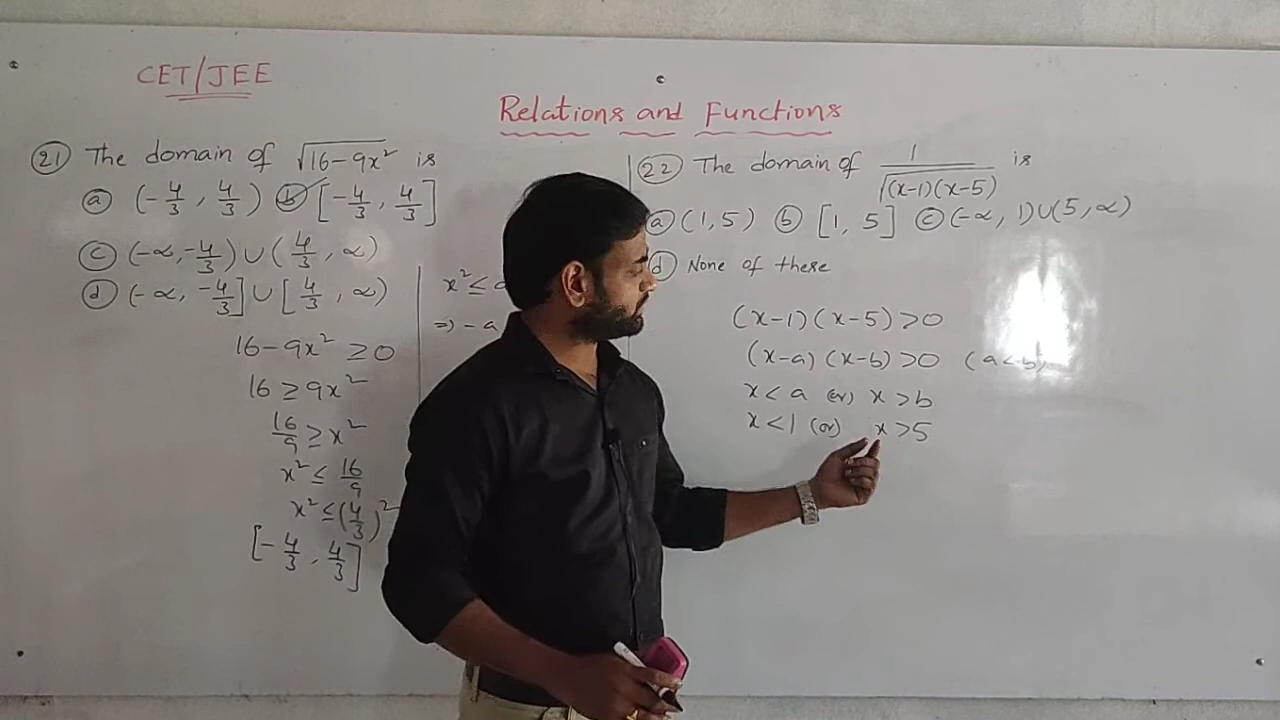 CET/JEE
Relations and Functions
21 The domain of √(16-9x²) is
a (-4/3, 4/3) b [-4/3, 4/3]
c (-∝, -4/3) ∪ (4/3, ∝)
d (-∝, -4/3] ∪ [4/3, ∝)
16-9x² ≥ 0
16 ≥ 9x²
16/9 ≥ x²
x² ≤ 16/9
x² ≤ (4/3)²
[-4/3, 4/3]
x² ≤
⇒ -a
22 The domain of 1/√((x-1)(x-5)) is
a (1,5) b [1, 5] c (-∝, 1)∪(5, ∝)
d None of these
(x-1)(x-5)>0
(x-a)(x-b)>0 (a<b)
x<a (or) x>b
x<1 (or) x>5